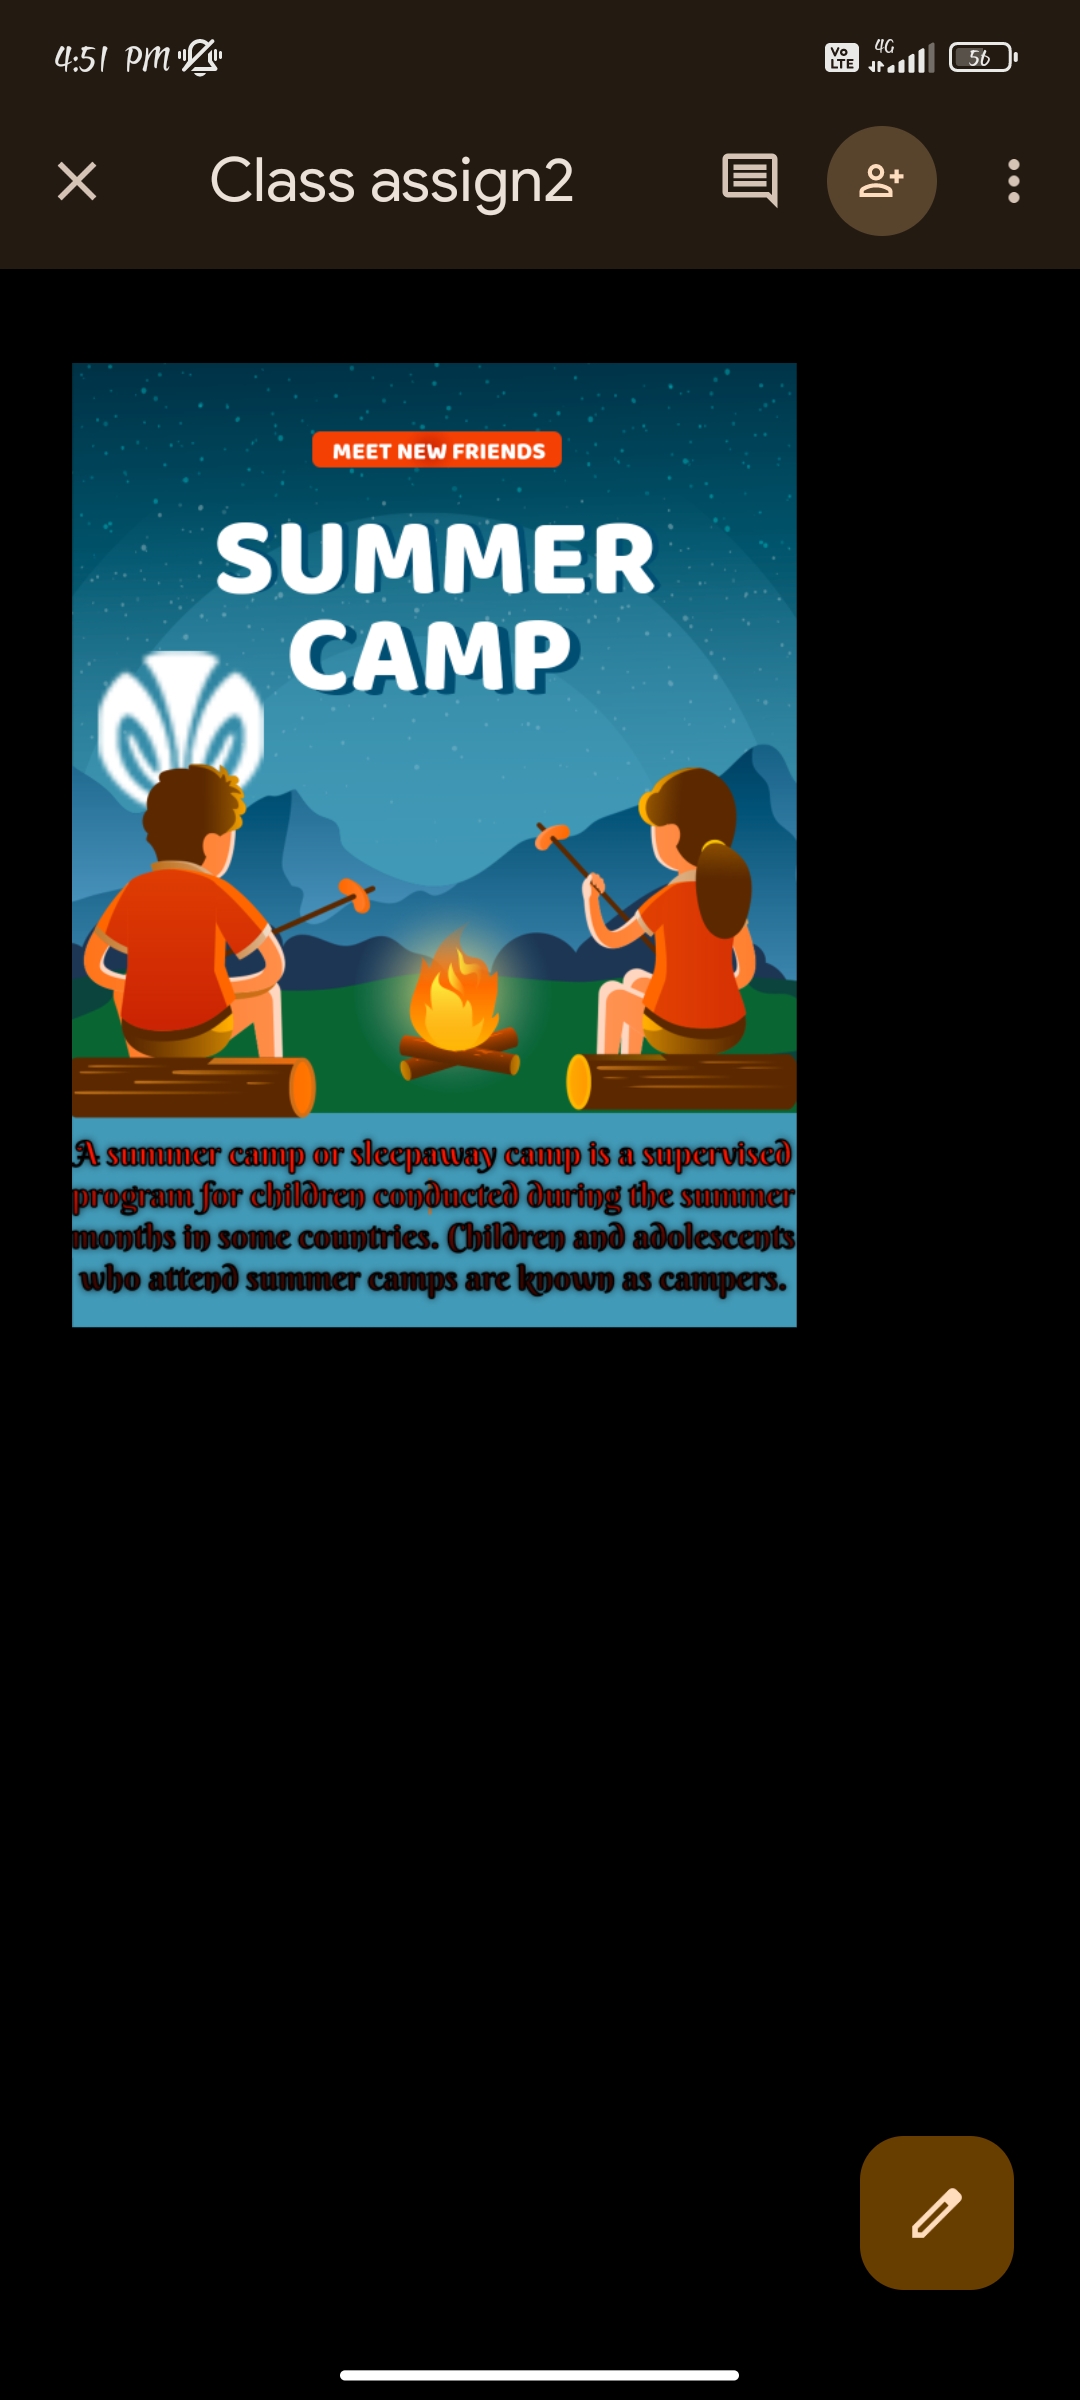 4:51 PM
Vo LTE 4G 56
Class assign2
MEET NEW FRIENDS
SUMMER
CAMP
A summer camp or sleepaway camp is a supervised
program for children conducted during the summer
months in some countries. Children and adolescents
who attend summer camps are known as campers.